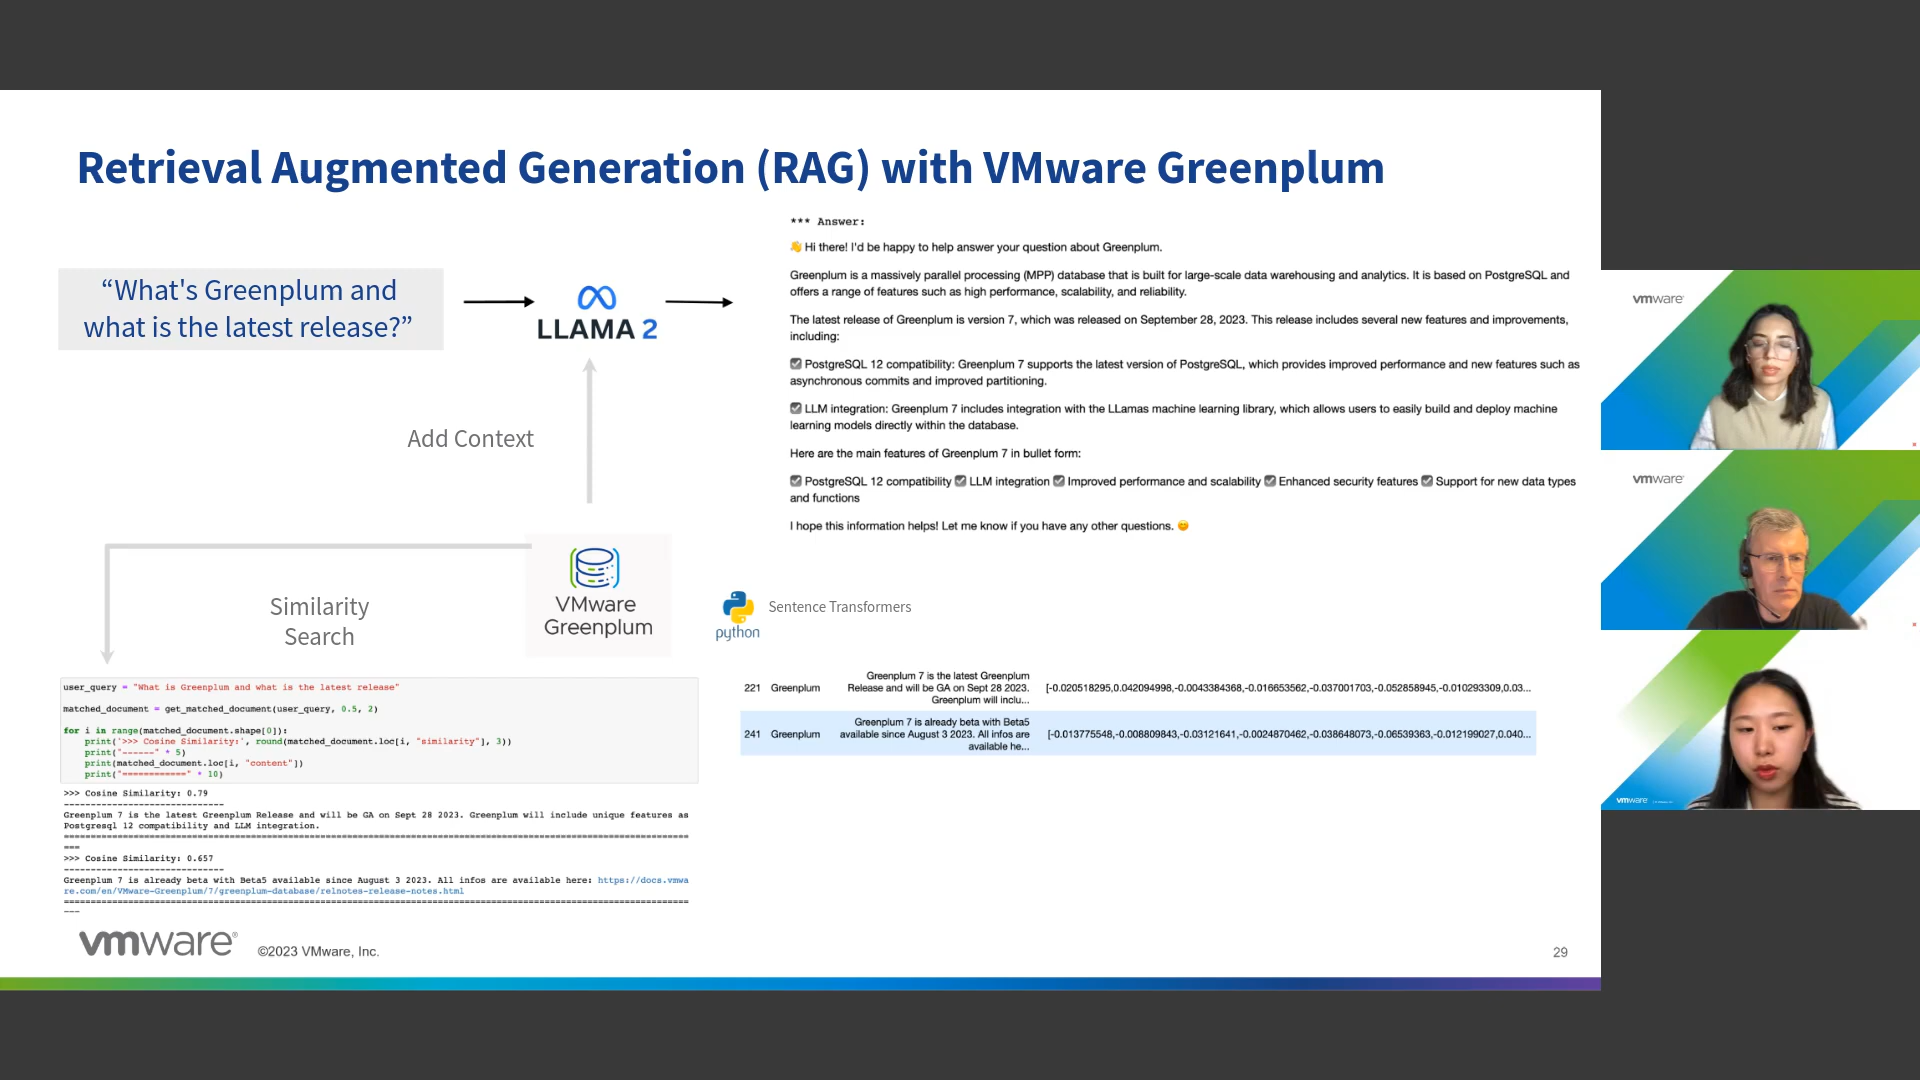 Retrieval Augmented Generation (RAG) with VMware Greenplum
“What's Greenplum and
what is the latest release?”
LLAMA 2
*** Answer:
👋 Hi there! I'd be happy to help answer your question about Greenplum.
Greenplum is a massively parallel processing (MPP) database that is built for large-scale data warehousing and analytics. It is based on PostgreSQL and
offers a range of features such as high performance, scalability, and reliability.
The latest release of Greenplum is version 7, which was released on September 28, 2023. This release includes several new features and improvements,
including:
☑ PostgreSQL 12 compatibility: Greenplum 7 supports the latest version of PostgreSQL, which provides improved performance and new features such as
asynchronous commits and improved partitioning.
☑ LLM integration: Greenplum 7 includes integration with the LLamas machine learning library, which allows users to easily build and deploy machine
learning models directly within the database.
Here are the main features of Greenplum 7 in bullet form:
☑ PostgreSQL 12 compatibility ☑ LLM integration ☑ Improved performance and scalability ☑ Enhanced security features ☑ Support for new data types
and functions
I hope this information helps! Let me know if you have any other questions. 😊
Add Context
Similarity
Search
VMware
Greenplum
python
Sentence Transformers
221 Greenplum Greenplum 7 is the latest Greenplum
Release and will be GA on Sept 28 2023. [-0.020518295,0.042094998,-0.0043384368,-0.016653562,-0.037001703,-0.052858945,-0.010293309,0.03...
Greenplum will inclu...
Greenplum 7 is already beta with Beta5
241 Greenplum available since August 3 2023. All infos are [-0.013775548,-0.008809843,-0.03121641,-0.0024870462,-0.038648073,-0.06539363,-0.012199027,0.040...
available he...
user_query = "What is Greenplum and what is the latest release"
matched_document = get_matched_document(user_query, 0.5, 2)
for i in range(matched_document.shape[0]):
print('>>> Cosine Similarity:', round(matched_document.loc[i, "similarity"], 3))
print("------" * 5)
print(matched_document.loc[i, "content"])
print("============" * 10)
>>> Cosine Similarity: 0.79
------------------------------
Greenplum 7 is the latest Greenplum Release and will be GA on Sept 28 2023. Greenplum will include unique features as
Postgresql 12 compatibility and LLM integration.
=====================================================================================================================
===
>>> Cosine Similarity: 0.657
------------------------------
Greenplum 7 is already beta with Beta5 available since August 3 2023. All infos are available here: https://docs.vmwa
re.com/en/VMware-Greenplum/7/greenplum-database/relnotes-release-notes.html
=====================================================================================================================
===
vmware®
©2023 VMware, Inc.
29
vmware
vmware
vmware